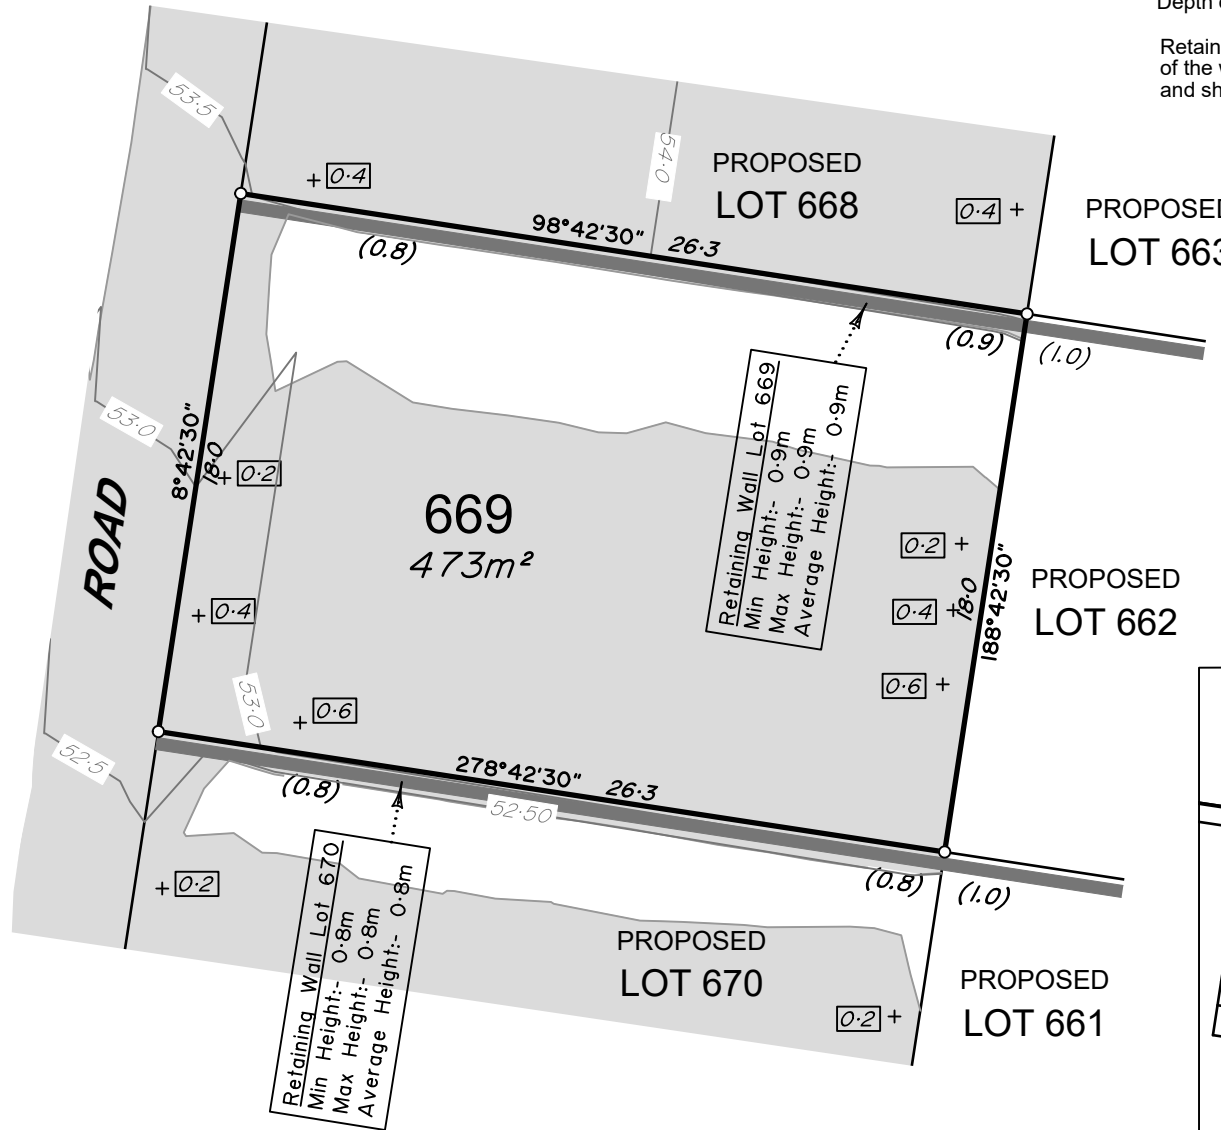 Depth
Retain
of the
and sh
53·5
0·4
54·0
PROPOSED
LOT 668
0·4
PROPOSED
LOT 663
98°42'30" 26·3
(0.8)
(0.9)
(1.0)
Retaining Wall Lot 669
Min Height:- 0·9m
Max Height:- 0·9m
Average Height:- 0·9m
53·0
8°42'30"
18·0
0·2
ROAD
669
473m²
0·2
0·4
0·6
18·0
188°42'30"
PROPOSED
LOT 662
0·4
53·0
0·6
52·5
278°42'30" 26·3
(0.8)
52·50
(0.8)
(1.0)
Retaining Wall Lot 670
Min Height:- 0·8m
Max Height:- 0·8m
Average Height:- 0·8m
0·2
PROPOSED
LOT 670
0·2
PROPOSED
LOT 661